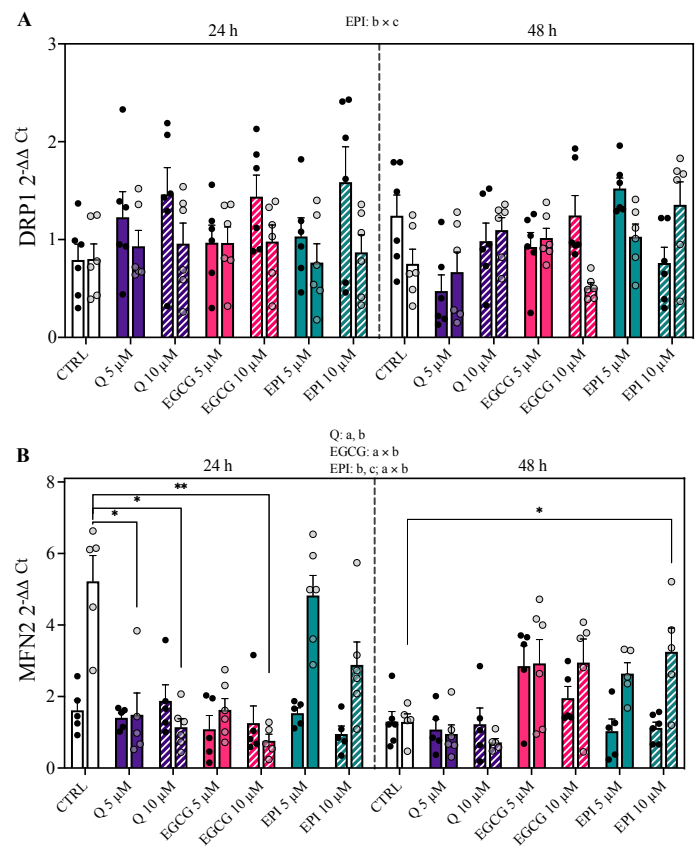 A
EPI: b × c
24 h
48 h
DRP1 2-ΔΔ Ct
3
2
1
0
CTRL
Q 5 µM
Q 10 µM
EGCG 5 µM
EGCG 10 µM
EPI 5 µM
EPI 10 µM
CTRL
Q 5 µM
Q 10 µM
EGCG 5 µM
EGCG 10 µM
EPI 5 µM
EPI 10 µM
B
Q: a, b
EGCG: a × b
EPI: b, c; a × b
24 h
48 h
MFN2 2-ΔΔ Ct
8
6
4
2
0
**
*
*
*
CTRL
Q 5 µM
Q 10 µM
EGCG 5 µM
EGCG 10 µM
EPI 5 µM
EPI 10 µM
CTRL
Q 5 µM
Q 10 µM
EGCG 5 µM
EGCG 10 µM
EPI 5 µM
EPI 10 µM